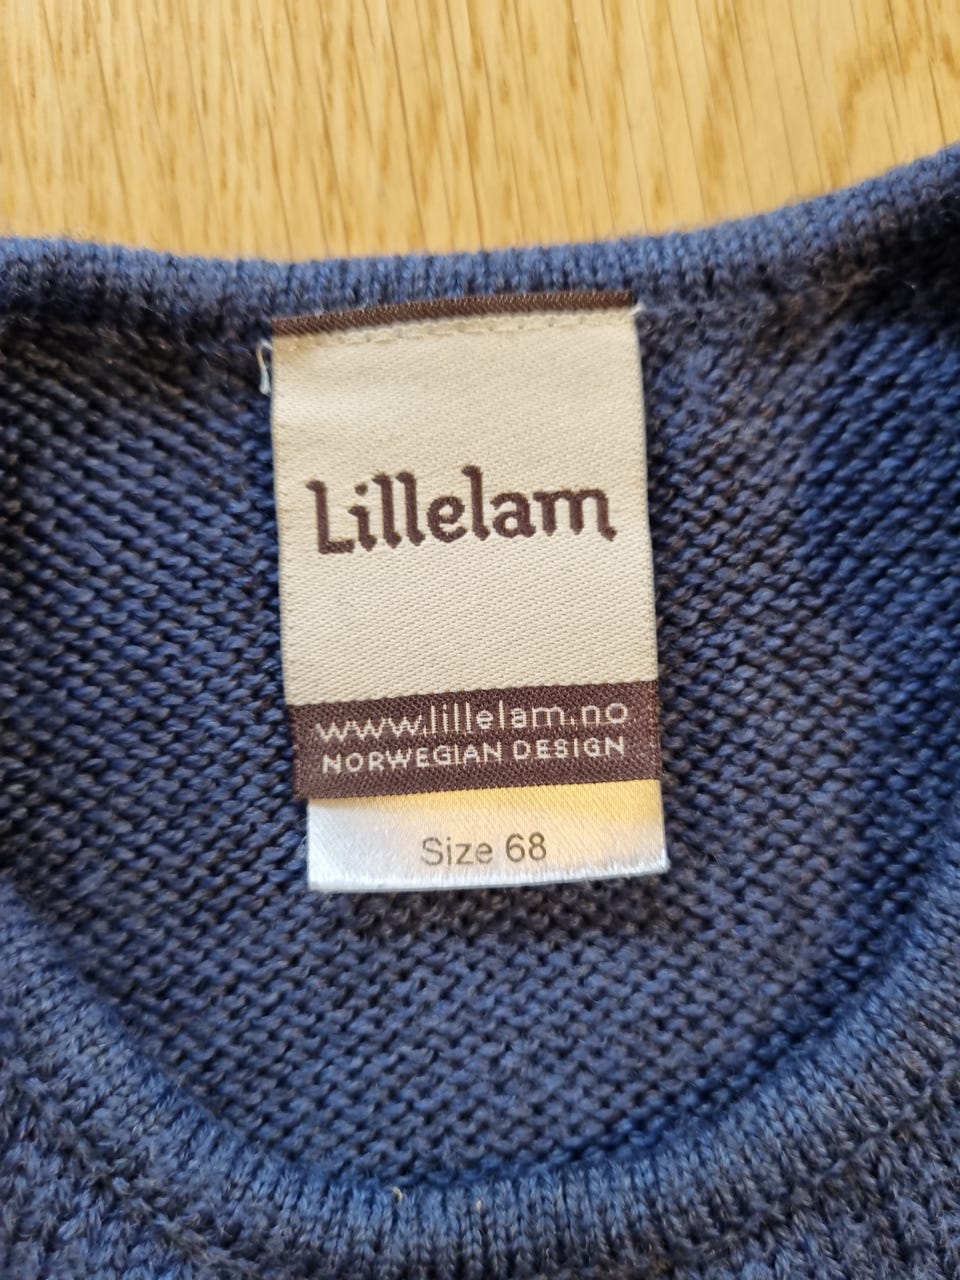 Lillelam
www.lillelam.no
NORWEGIAN DESIGN
Size 68